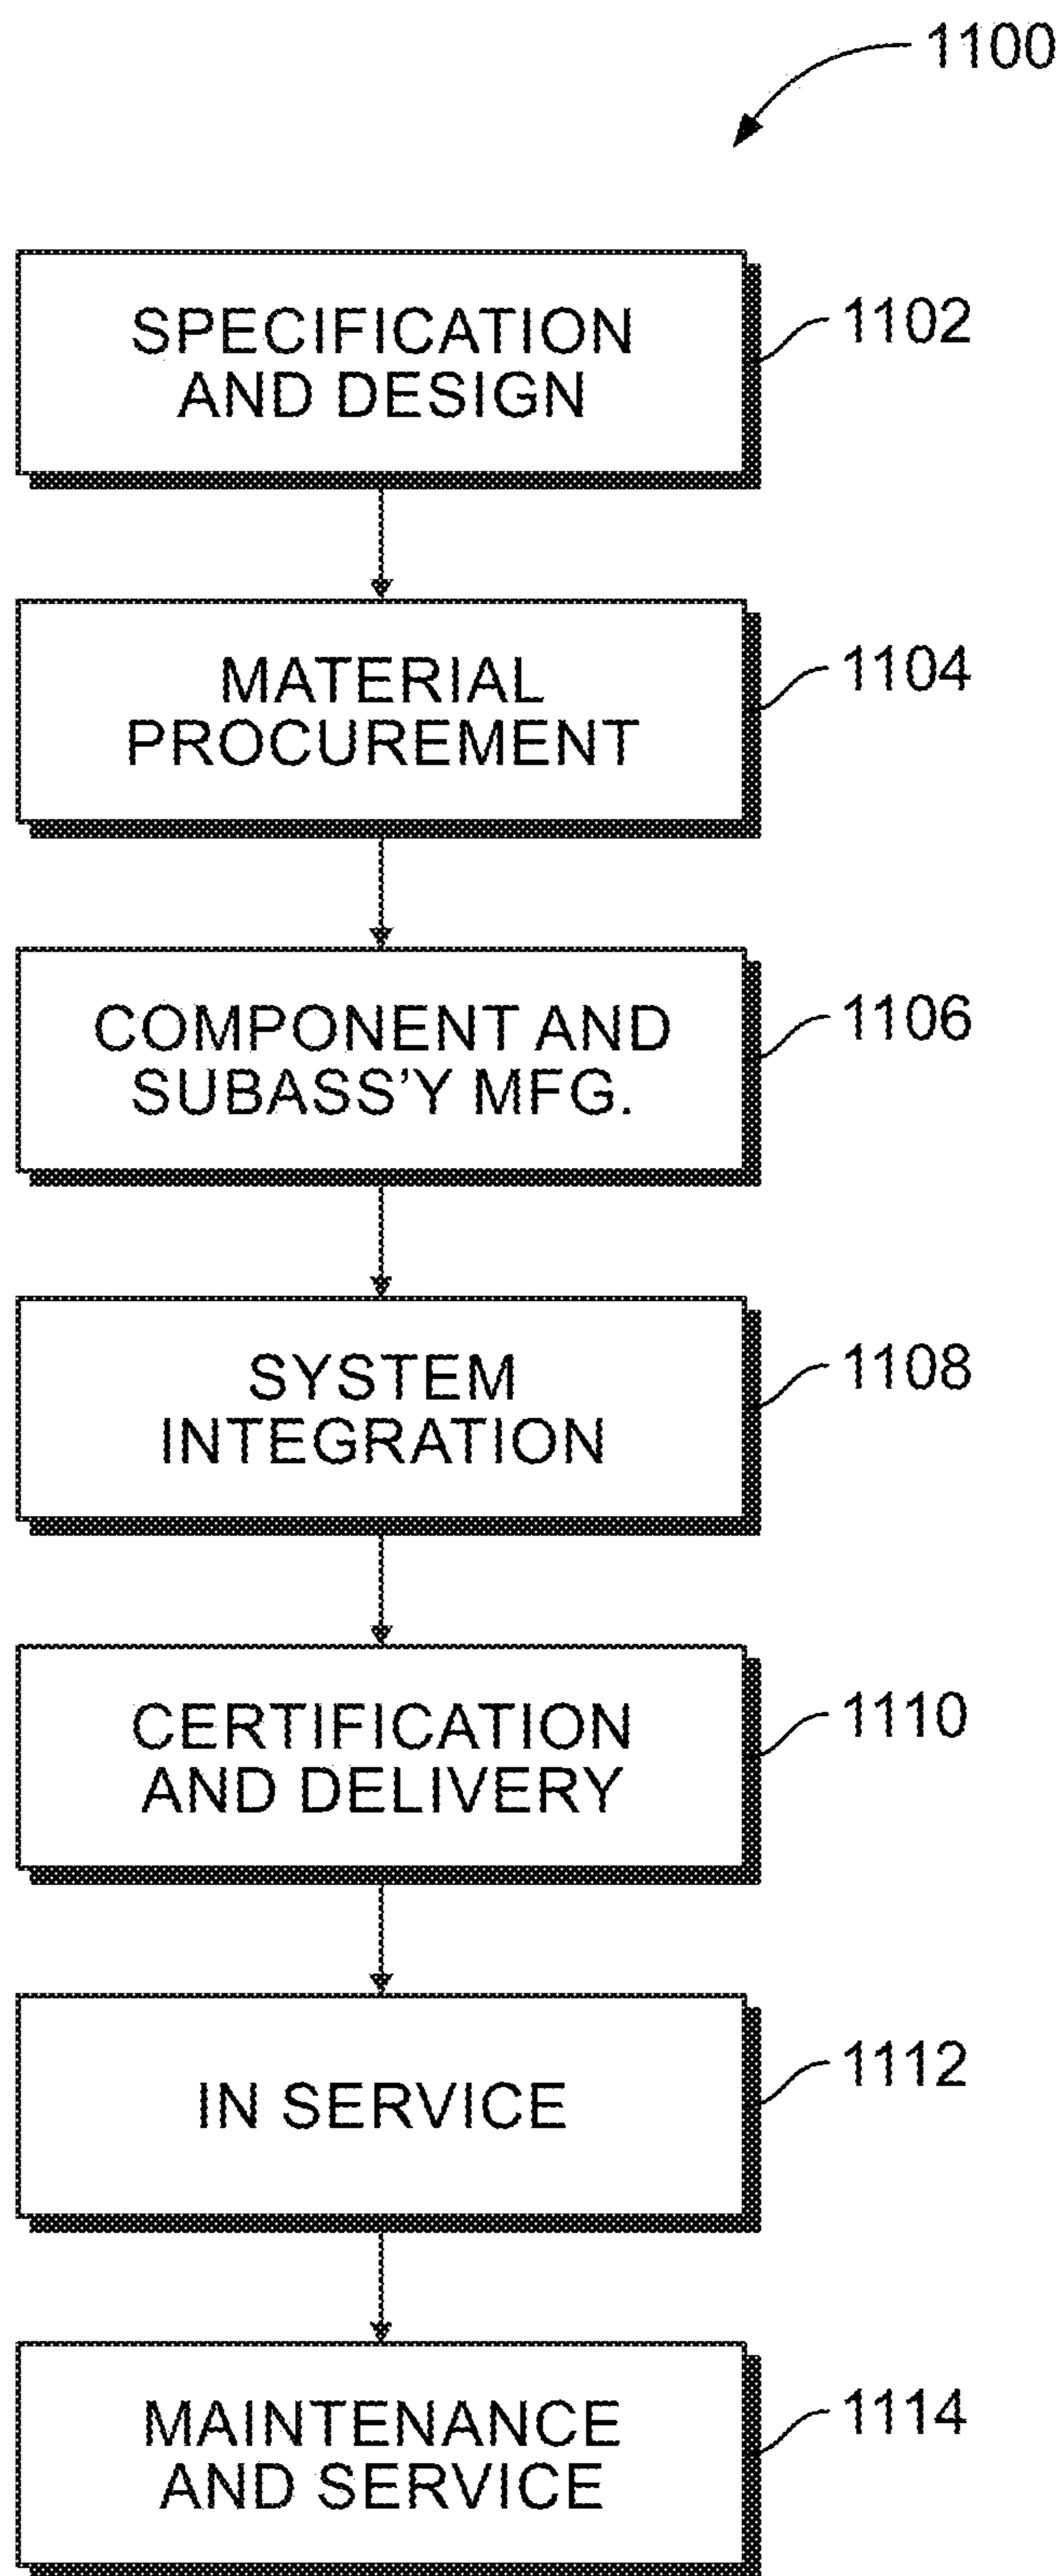 1100
SPECIFICATION
AND DESIGN
1102
MATERIAL
PROCUREMENT
1104
COMPONENT AND
SUBASS'Y MFG.
1106
SYSTEM
INTEGRATION
1108
CERTIFICATION
AND DELIVERY
1110
IN SERVICE
1112
MAINTENANCE
AND SERVICE
1114